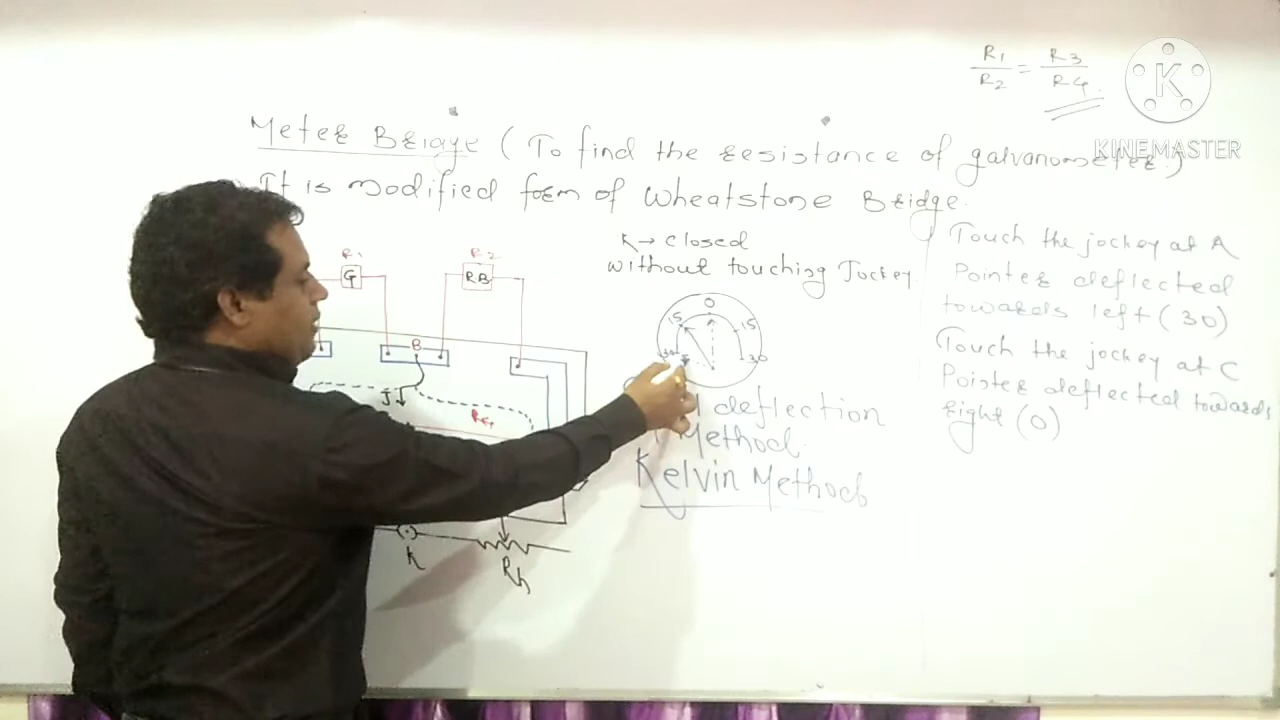 R1 R3
R2 = R4
K
KINEMASTER
Meter Bridge ( To find the resistance of galvanometer.)
It is modified form of Wheatstone Bridge.
K → closed
without touching Jockey
R1
G
R2
RB
B
J
R4
K
Rh
0
15 15
30 30
deflection
Method.
Kelvin Method
Touch the jockey at A
Pointer deflected
towards left (30)
Touch the jockey at C
Pointer deflected towards
right (0)